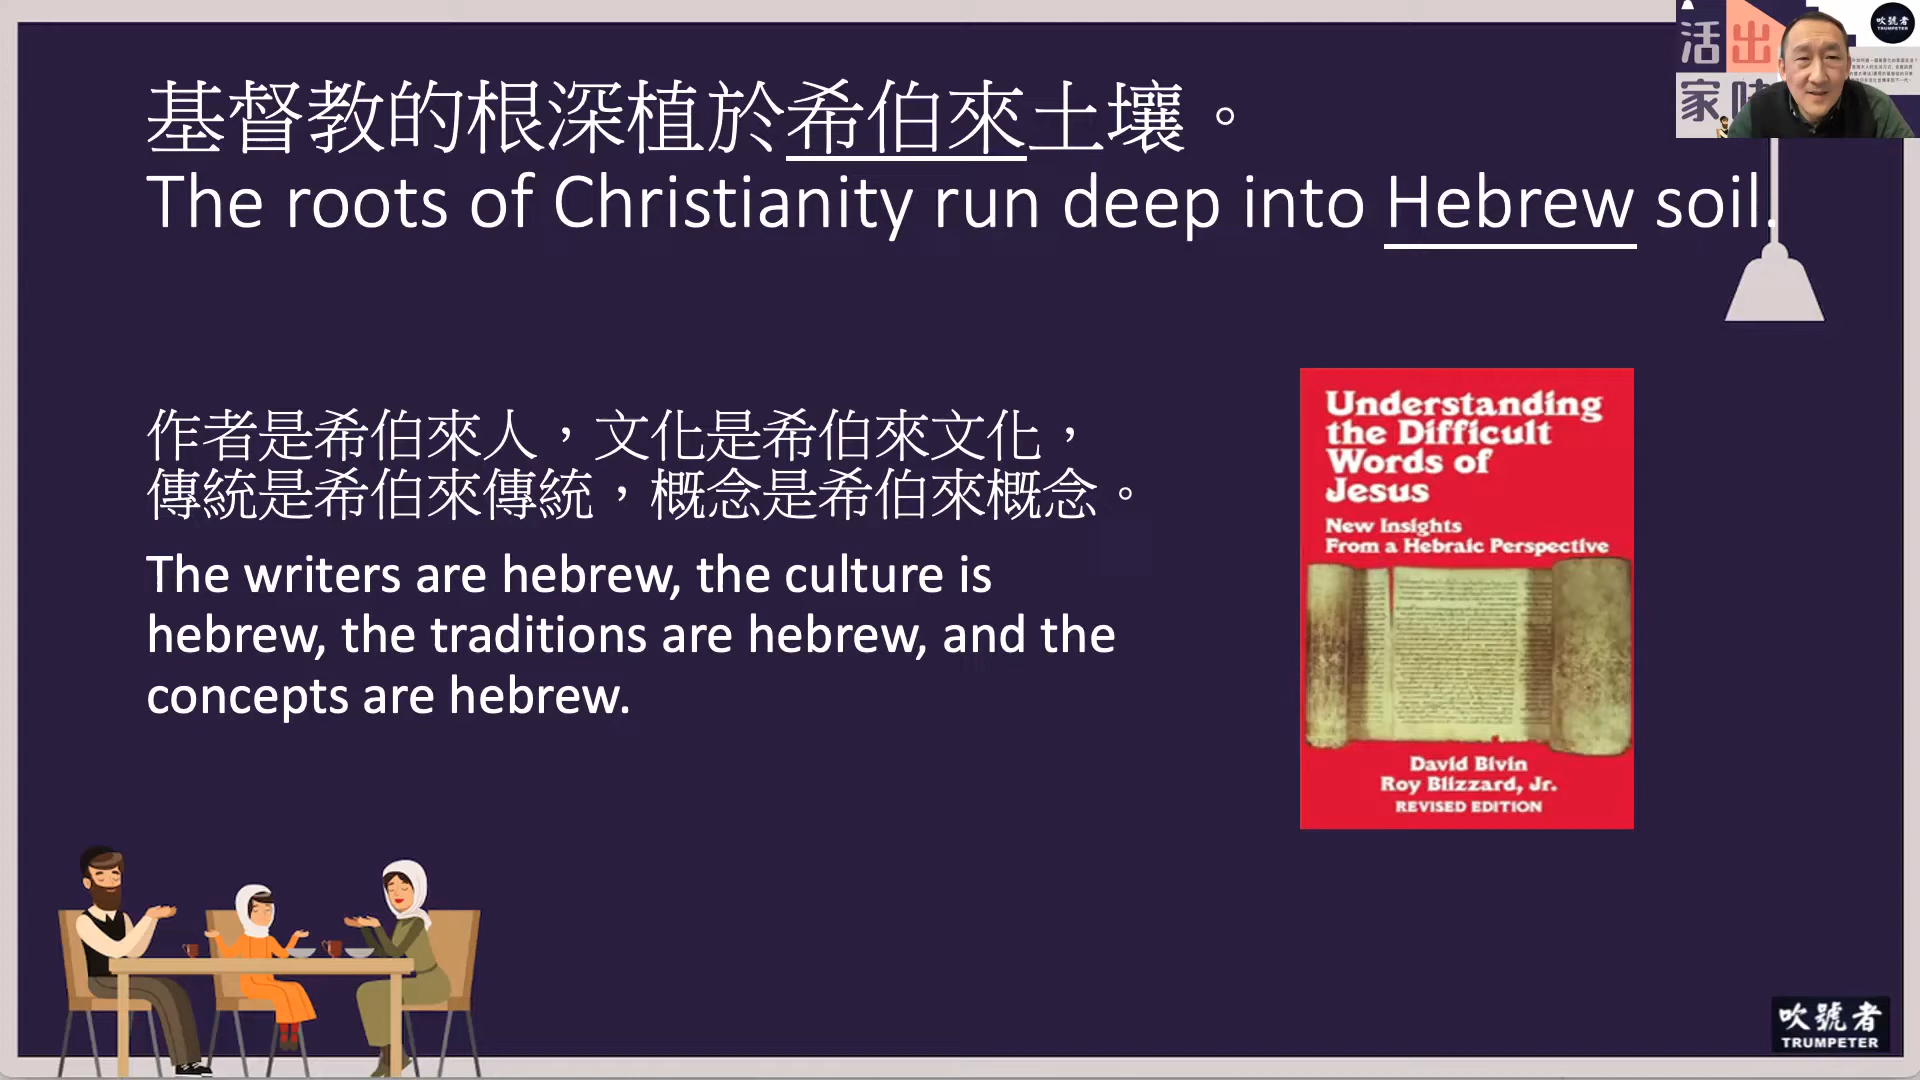 基督教的根深植於希伯來土壤。
The roots of Christianity run deep into Hebrew soil.
作者是希伯來人，文化是希伯來文化，
傳統是希伯來傳統，概念是希伯來概念。
The writers are hebrew, the culture is
hebrew, the traditions are hebrew, and the
concepts are hebrew.
Understanding
the Difficult
Words of
Jesus
New Insights
From a Hebraic Perspective
David Bivin
Roy Blizzard, Jr.
REVISED EDITION
活出
家
吹號者
TRUMPETER
吹號者
TRUMPETER